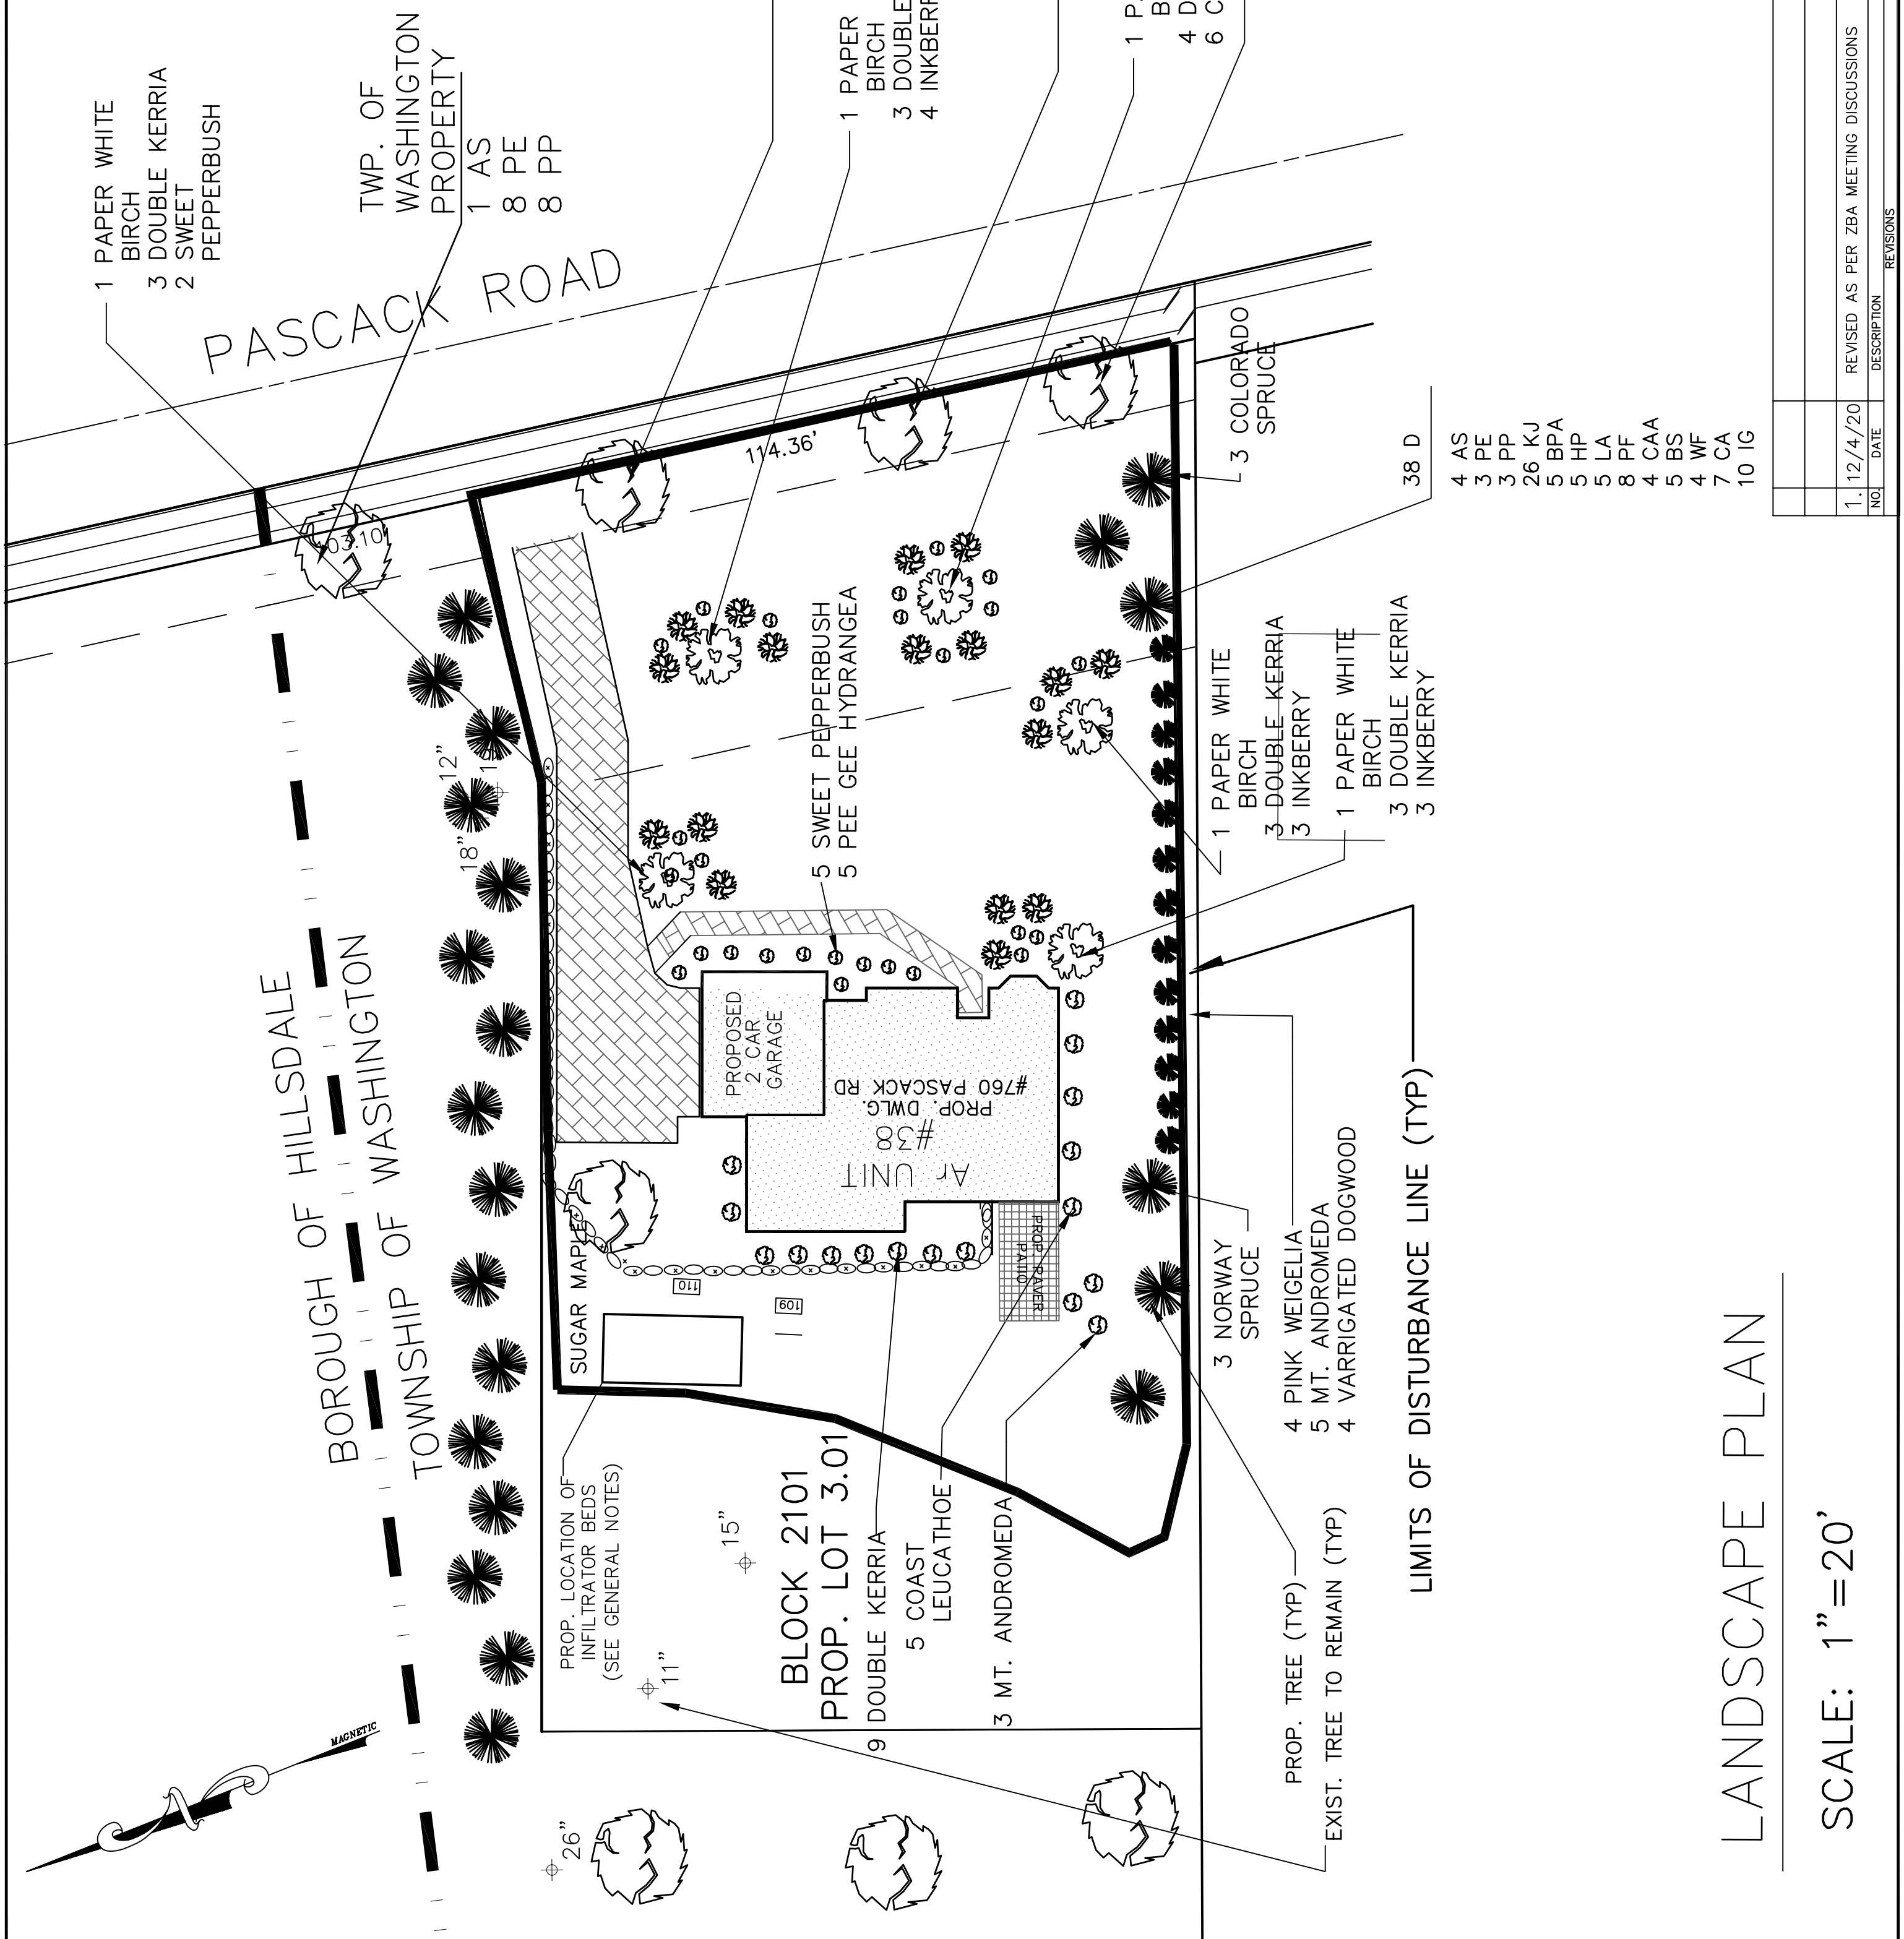 1 PAPER WHITE
BIRCH
3 DOUBLE KERRIA
2 SWEET
PEPPERBUSH
TWP. OF
WASHINGTON
PROPERTY
1 AS
8 PE
8 PP
PASCACK ROAD
1 PAPER
BIRCH
3 DOUBLE
4 INKBERR
1 P
4 D
6 C
114.36'
03.10
3 COLORADO
SPRUCE
38 D
4 AS
3 PE
3 PP
26 KJ
5 BPA
5 HP
5 LA
8 PF
4 CAA
5 BS
4 WF
7 CA
10 IG
1. 12/4/20 REVISED AS PER ZBA MEETING DISCUSSIONS
NO. DATE DESCRIPTION
REVISIONS
BOROUGH OF HILLSDALE
TOWNSHIP OF WASHINGTON
12"
18"
5 SWEET PEPPERBUSH
5 PEE GEE HYDRANGEA
1 PAPER WHITE
BIRCH
3 DOUBLE KERRIA
3 INKBERRY
1 PAPER WHITE
BIRCH
3 DOUBLE KERRIA
3 INKBERRY
PROPOSED
2 CAR
GARAGE
#760 PASCACK RD
PROP. DWLG.
#38
Ar UNIT
PROP. PAVER
PATIO
SUGAR MAPLE
110
109
3 NORWAY
SPRUCE
4 PINK WEIGELIA
5 MT. ANDROMEDA
4 VARRIGATED DOGWOOD
LIMITS OF DISTURBANCE LINE (TYP)
PROP. LOCATION OF
INFILTRATOR BEDS
(SEE GENERAL NOTES)
15"
11"
26"
BLOCK 2101
PROP. LOT 3.01
9 DOUBLE KERRIA
5 COAST
LEUCATHOE
3 MT. ANDROMEDA
PROP. TREE (TYP)
EXIST. TREE TO REMAIN (TYP)
N
MAGNETIC
LANDSCAPE PLAN
SCALE: 1"=20'